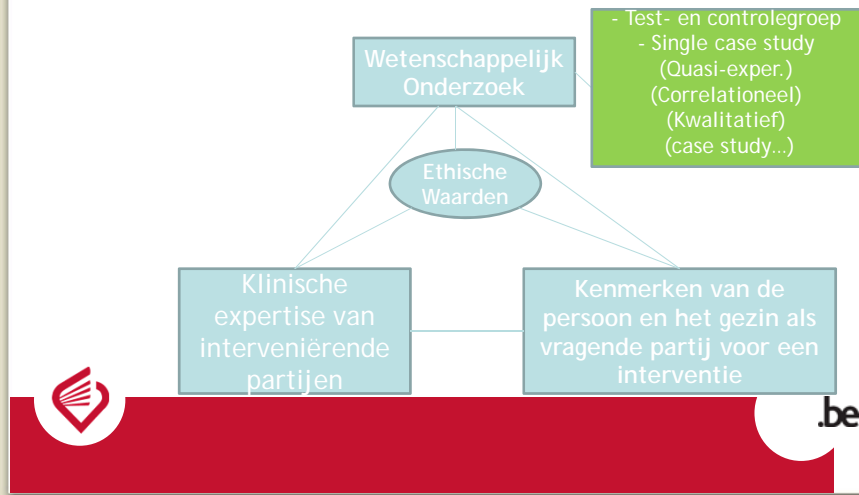 - Test- en controlegroep
- Single case study
(Quasi-exper.)
(Correlationeel)
(Kwalitatief)
(case study...)
Wetenschappelijk
Onderzoek
Ethische
Waarden
Klinische
expertise van
interveniërende
partijen
Kenmerken van de
persoon en het gezin als
vragende partij voor een
interventie
.be